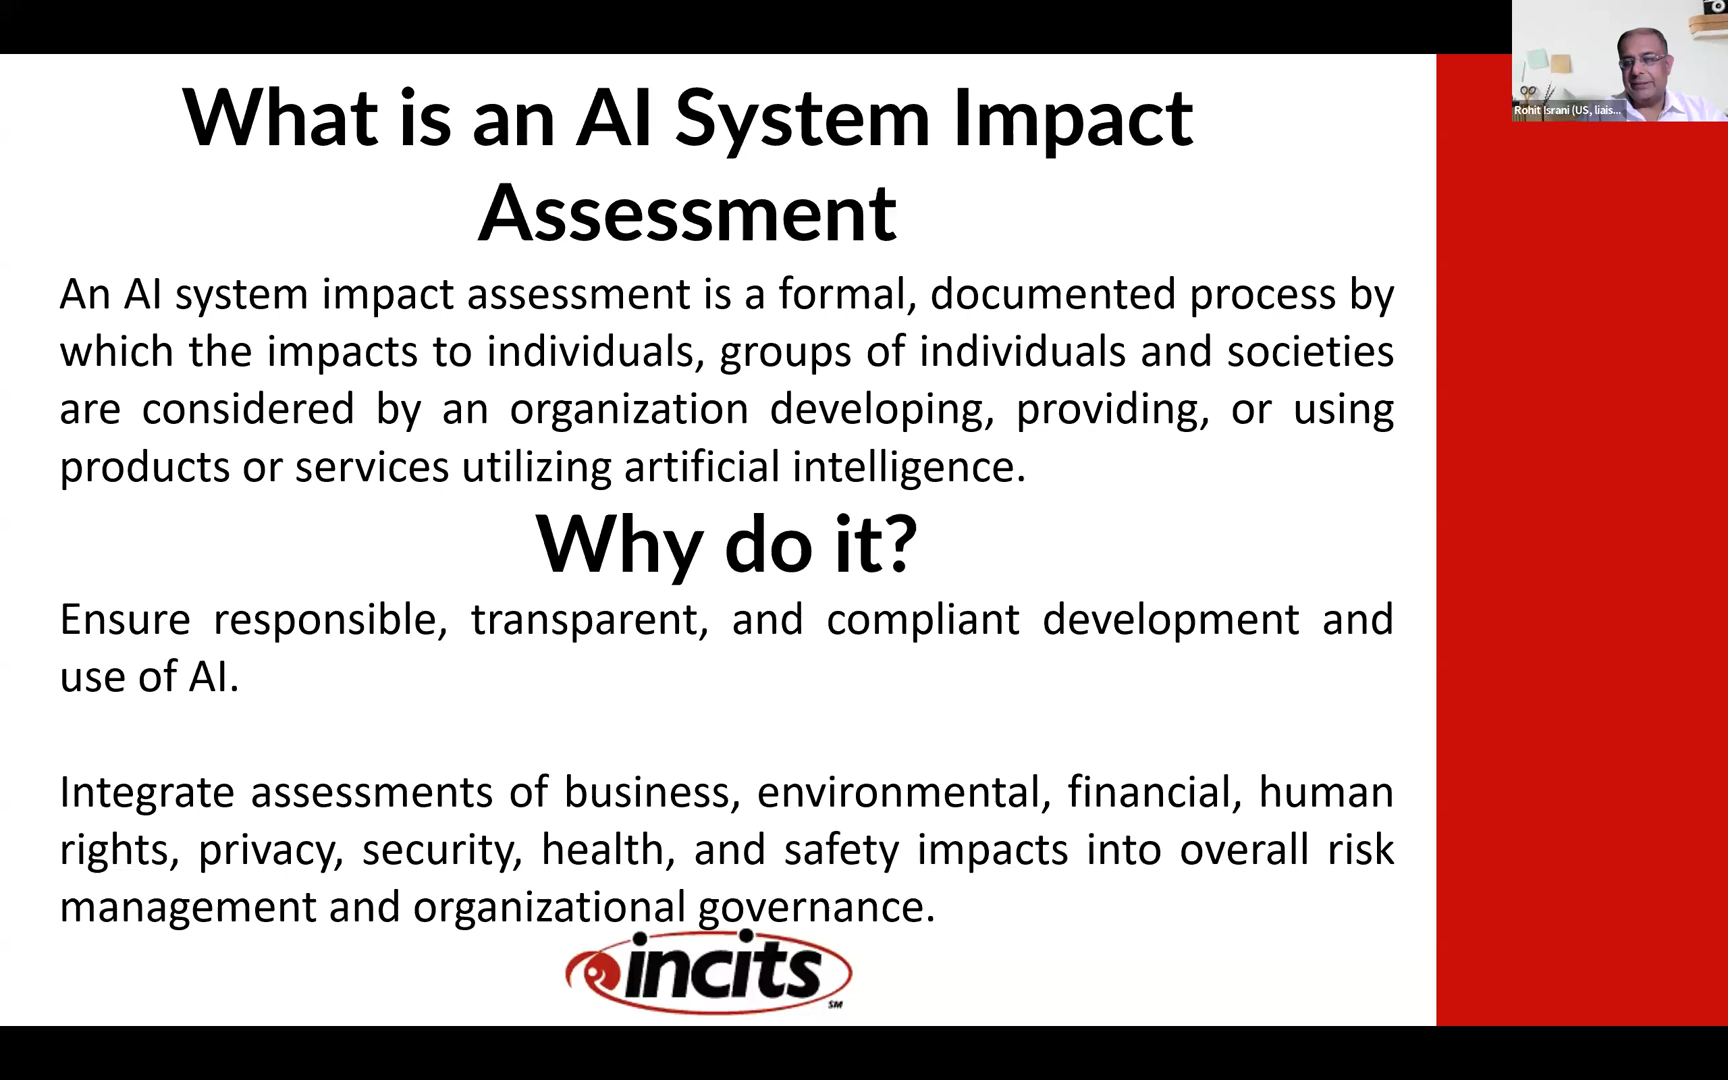 What is an AI System Impact
Assessment
An AI system impact assessment is a formal, documented process by
which the impacts to individuals, groups of individuals and societies
are considered by an organization developing, providing, or using
products or services utilizing artificial intelligence.
Why do it?
Ensure responsible, transparent, and compliant development and
use of AI.
Integrate assessments of business, environmental, financial, human
rights, privacy, security, health, and safety impacts into overall risk
management and organizational governance.
incits
SM
Rohit Israni (US, liais...